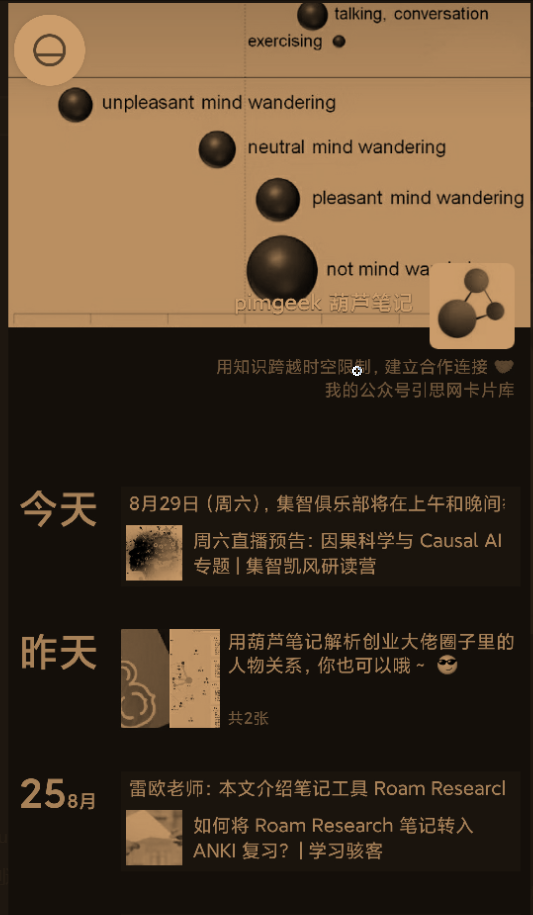 talking, conversation
exercising
unpleasant mind wandering
neutral mind wandering
pleasant mind wandering
not mind
pimgeek 葫芦笔记
用知识跨越时空限制，建立合作连接
我的公众号引思网卡片库
今天
8月29日（周六），集智俱乐部将在上午和晚间
周六直播预告：因果科学与 Causal AI
专题 | 集智凯风研读营
昨天
用葫芦笔记解析创业大佬圈子里的
人物关系，你也可以哦~
共2张
25 8月
雷欧老师：本文介绍笔记工具 Roam Researcl
如何将 Roam Research 笔记转入
ANKI 复习？| 学习骇客